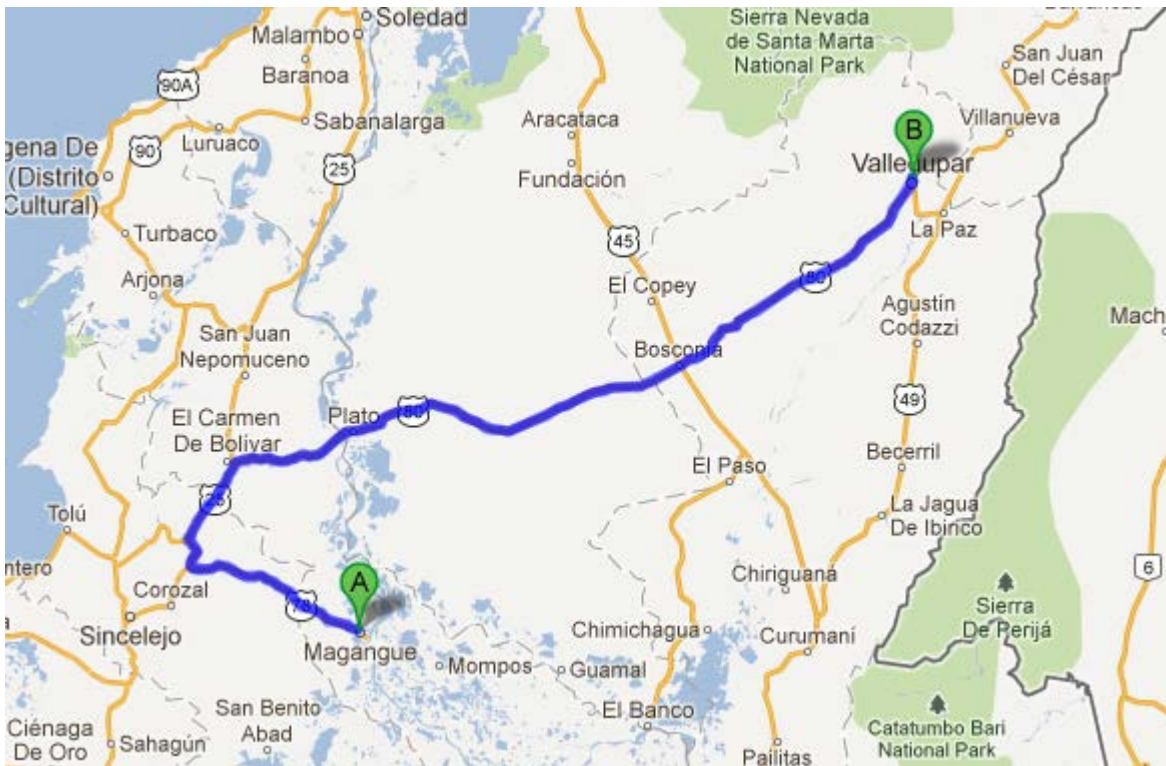 Soledad
Malambo
Baranoa
90A
Sabanalarga
Luruaco
90
gena De
(Distrito
Cultural)
25
Turbaco
Arjona
San Juan
Nepomuceno
El Carmen
De Bolívar
Plato
80
25
Tolú
ntero
Corozal
Sincelejo
78
A
Magangue
Mompos
Guamal
San Benito
Abad
El Banco
Ciénaga
De Oro
Sahagún
Sierra Nevada
de Santa Marta
National Park
Aracataca
Fundación
45
El Copey
Bosconia
80
B
Valledupar
La Paz
San Juan
Del César
Villanueva
Agustín
Codazzi
49
Becerril
El Paso
La Jagua
De Ibirico
Chiriguaná
Chimichagua
Curumaní
Pailitas
Mach
6
Sierra
De Perijá
Catatumbo Bari
National Park